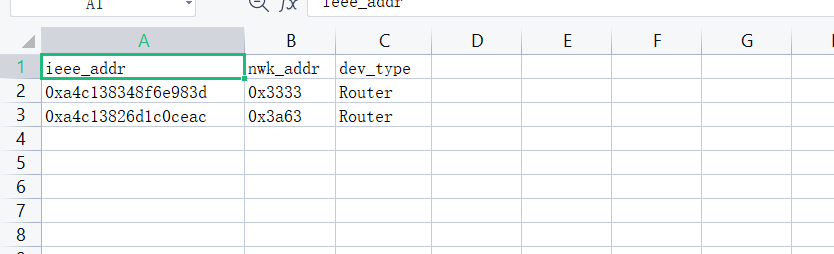 A1 fx ieee_addr
A B C D E F G
1 ieee_addr nwk_addr dev_type
2 0xa4c138348f6e983d 0x3333 Router
3 0xa4c13826d1c0ceac 0x3a63 Router
4
5
6
7
8